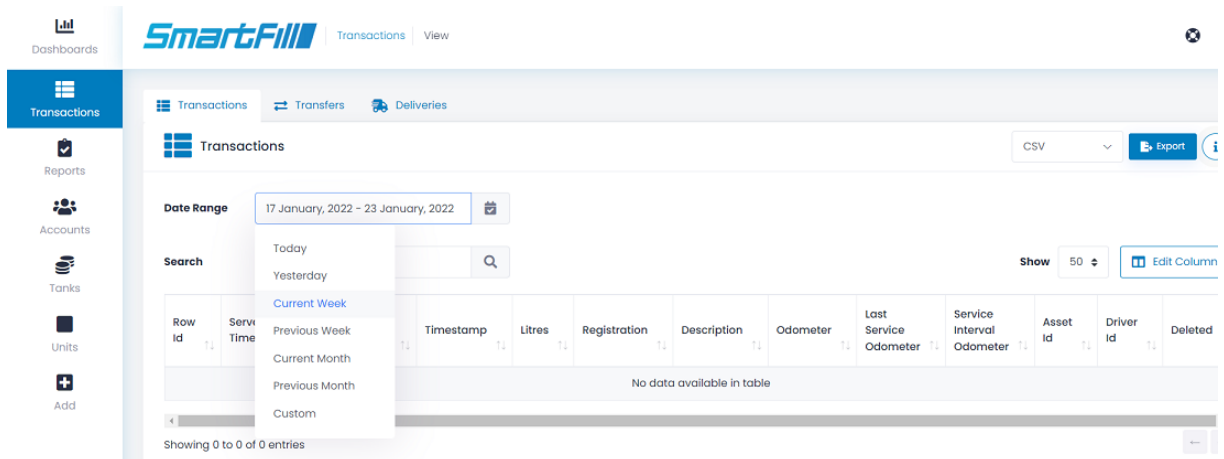 Dashboards
Transactions
Reports
Accounts
Tanks
Units
Add
SmartFill Transactions View
Transactions Transfers Deliveries
Transactions CSV Export i
Date Range 17 January, 2022 - 23 January, 2022
Today
Search
Yesterday
Show 50 Edit Column
Current Week
Previous Week
Current Month
Previous Month
Custom
Row Id Timestamp Litres Registration Description Odometer Last Service Odometer Service Interval Odometer Asset Id Driver Id Deleted
No data available in table
Showing 0 to 0 of 0 entries